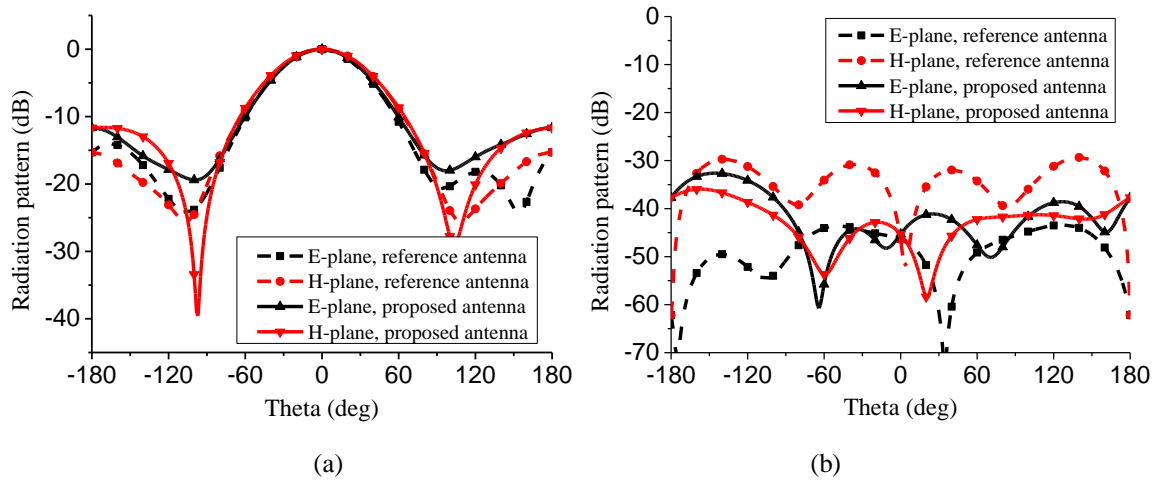 0
-10
-20
-30
-40
Radiation pattern (dB)
-180
-120
-60
0
60
120
180
Theta (deg)
E-plane, reference antenna
H-plane, reference antenna
E-plane, proposed antenna
H-plane, proposed antenna
(a)
0
-10
-20
-30
-40
-50
-60
-70
Radiation pattern (dB)
-180
-120
-60
0
60
120
180
Theta (deg)
E-plane, reference antenna
H-plane, reference antenna
E-plane, proposed antenna
H-plane, proposed antenna
(b)